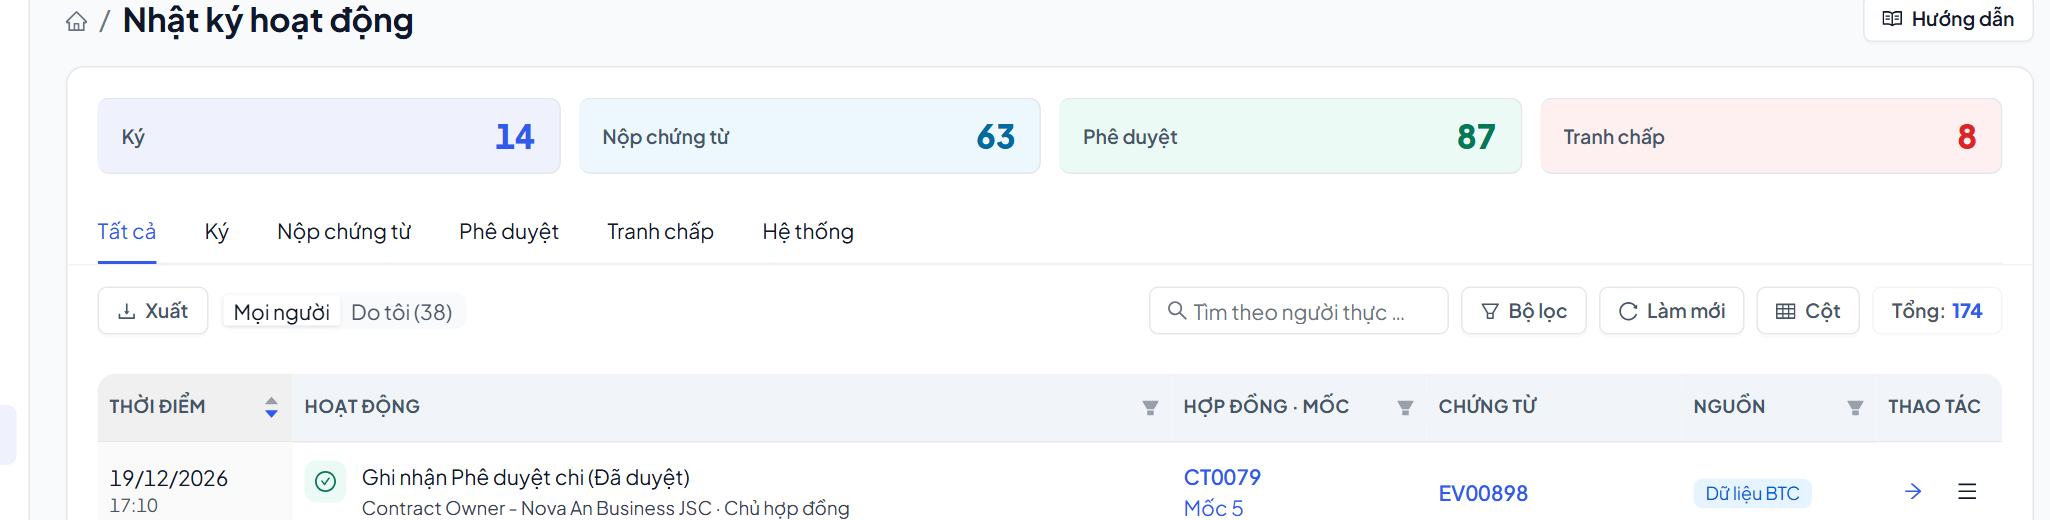 / Nhật ký hoạt động
Hướng dẫn
Ký 14
Nộp chứng từ 63
Phê duyệt 87
Tranh chấp 8
Tất cả Ký Nộp chứng từ Phê duyệt Tranh chấp Hệ thống
Xuất Mọi người Do tôi (38) Tìm theo người thực ... Bộ lọc Làm mới Cột Tổng: 174
THỜI ĐIỂM HOẠT ĐỘNG HỢP ĐỒNG · MỐC CHỨNG TỪ NGUỒN THAO TÁC
19/12/2026 Ghi nhận Phê duyệt chi (Đã duyệt) CT0079 EV00898 Dữ liệu BTC
17:10 Contract Owner - Nova An Business JSC · Chủ hợp đồng Mốc 5